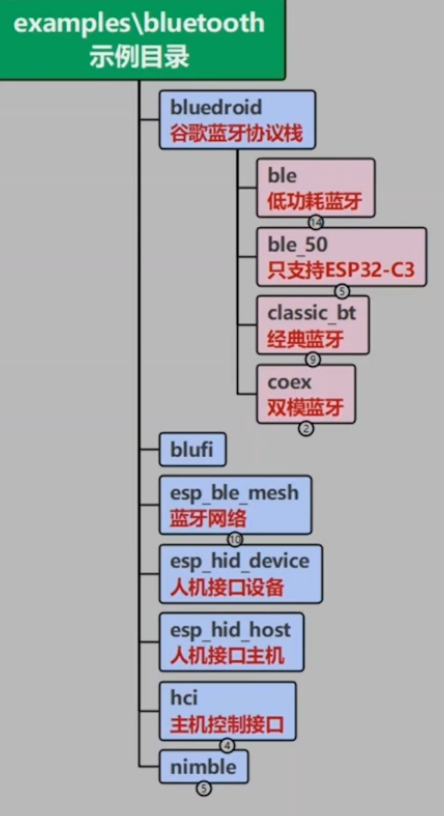 examples\bluetooth
示例目录
bluedroid
谷歌蓝牙协议栈
ble
低功耗蓝牙
14
ble_50
只支持ESP32-C3
5
classic_bt
经典蓝牙
9
coex
双模蓝牙
2
blufi
esp_ble_mesh
蓝牙网络
10
esp_hid_device
人机接口设备
esp_hid_host
人机接口主机
hci
主机控制接口
4
nimble
5